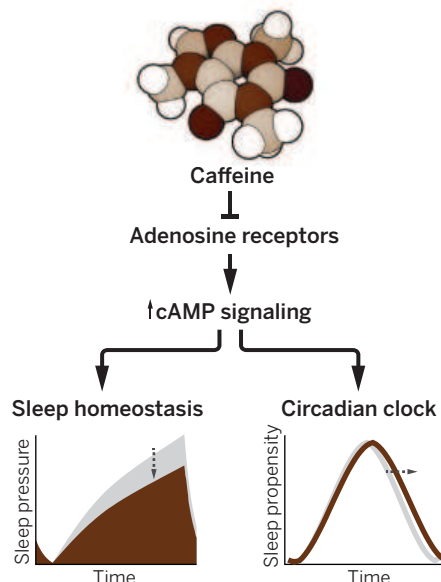 Caffeine
Adenosine receptors
↑cAMP signaling
Sleep homeostasis
Circadian clock
Sleep pressure
Time
Sleep propensity
Time